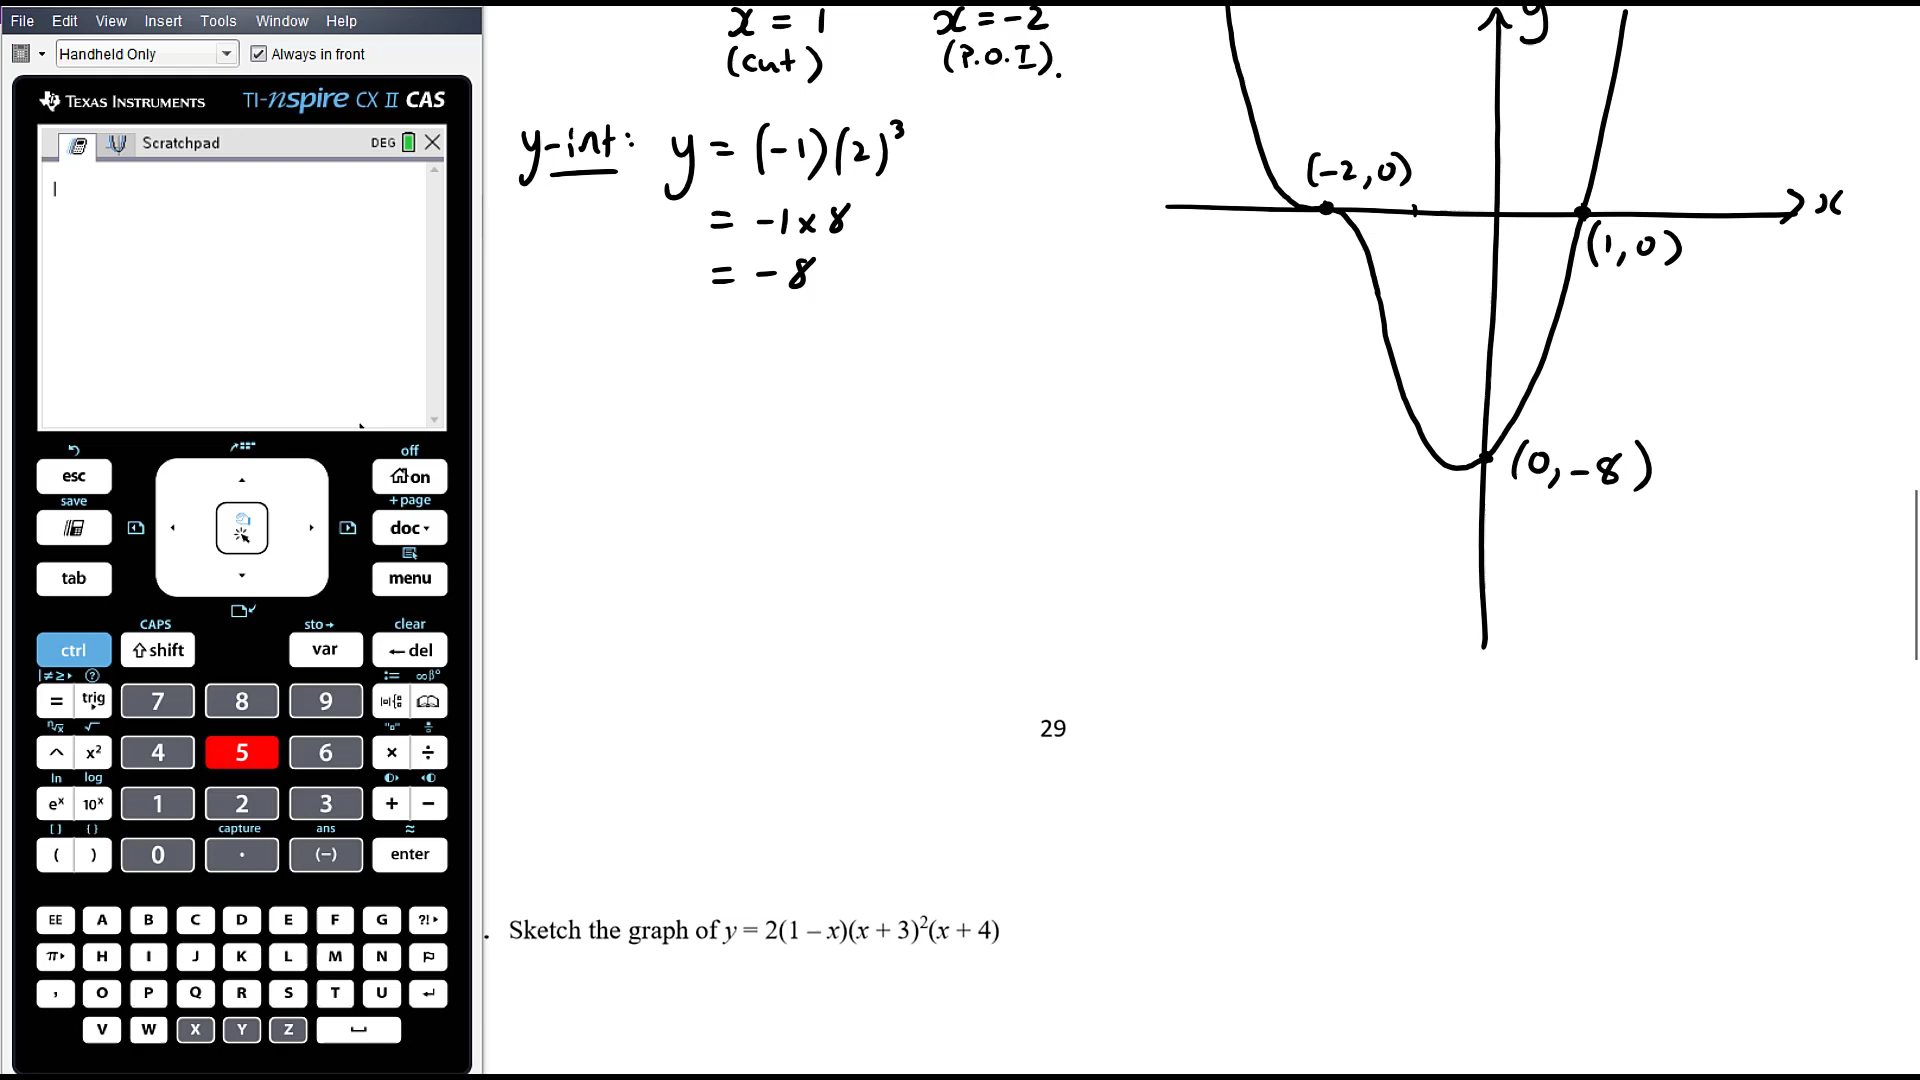 File Edit View Insert Tools Window Help
Handheld Only Always in front
TEXAS INSTRUMENTS TI-nspire CX II CAS
Scratchpad DEG
off
esc on
save +page
doc
tab menu
CAPS sto→ clear
ctrl ⇧shift var ←del
|≠≥▸ ? := ∞β°
= trig 7 8 9
ⁿ√x √ "▫" ÷
^ x² 4 5 6 × ÷
ln log
eˣ 10ˣ 1 2 3 + −
[ ] { } capture ans ≈
( ) 0 . (−) enter
EE A B C D E F G ?!▸
π▸ H I J K L M N
, O P Q R S T U ↵
V W X Y Z
x = 1 x = -2
(cut) (P.O.I).
y-int: y = (-1)(2)³
= -1 × 8
= -8
y
(-2,0)
x
(1,0)
(0,-8)
29
. Sketch the graph of y = 2(1 – x)(x + 3)²(x + 4)